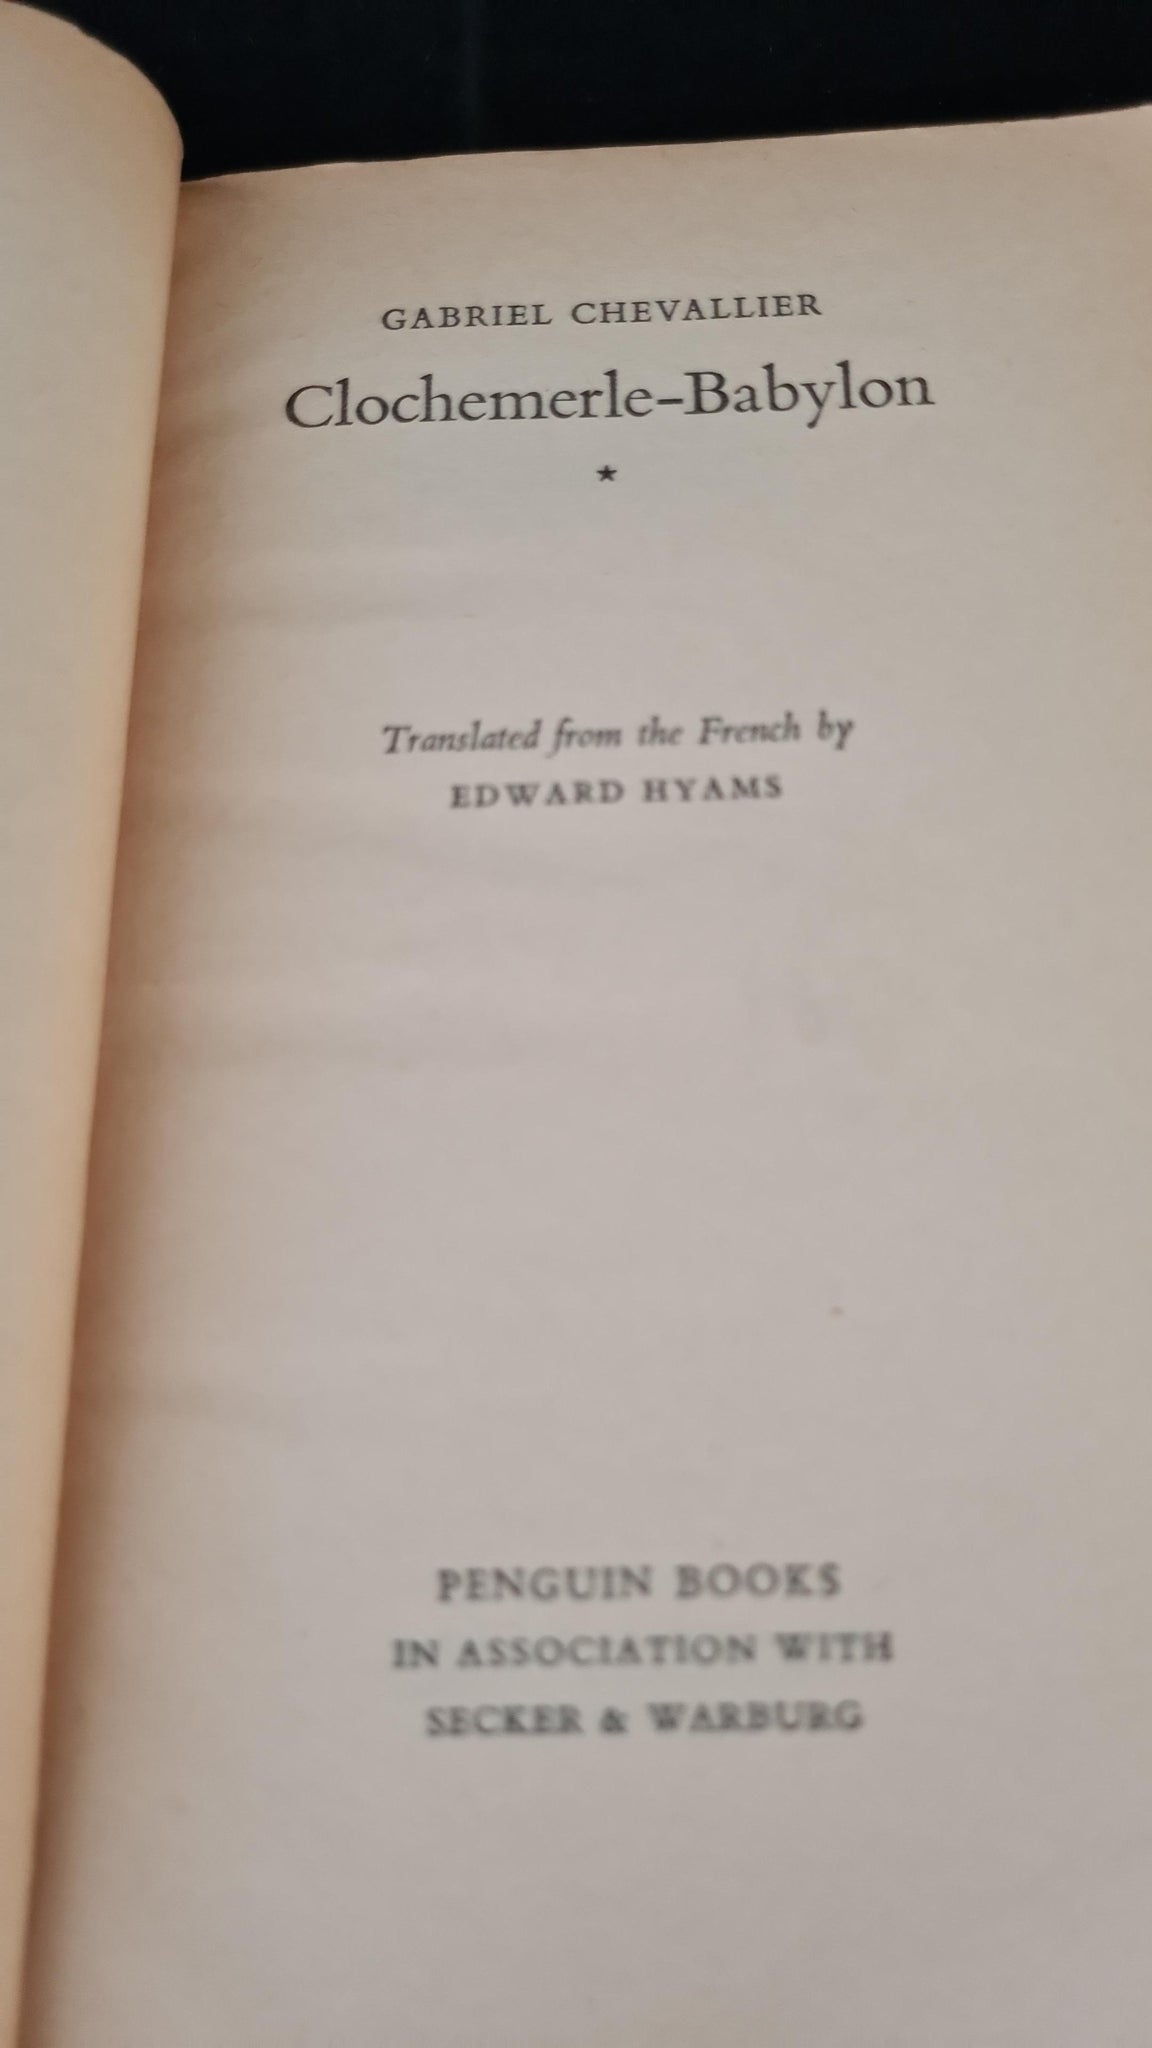 GABRIEL CHEVALLIER
Clochemerle-Babylon
★
Translated from the French by
EDWARD HYAMS
PENGUIN BOOKS
IN ASSOCIATION WITH
SECKER & WARBURG